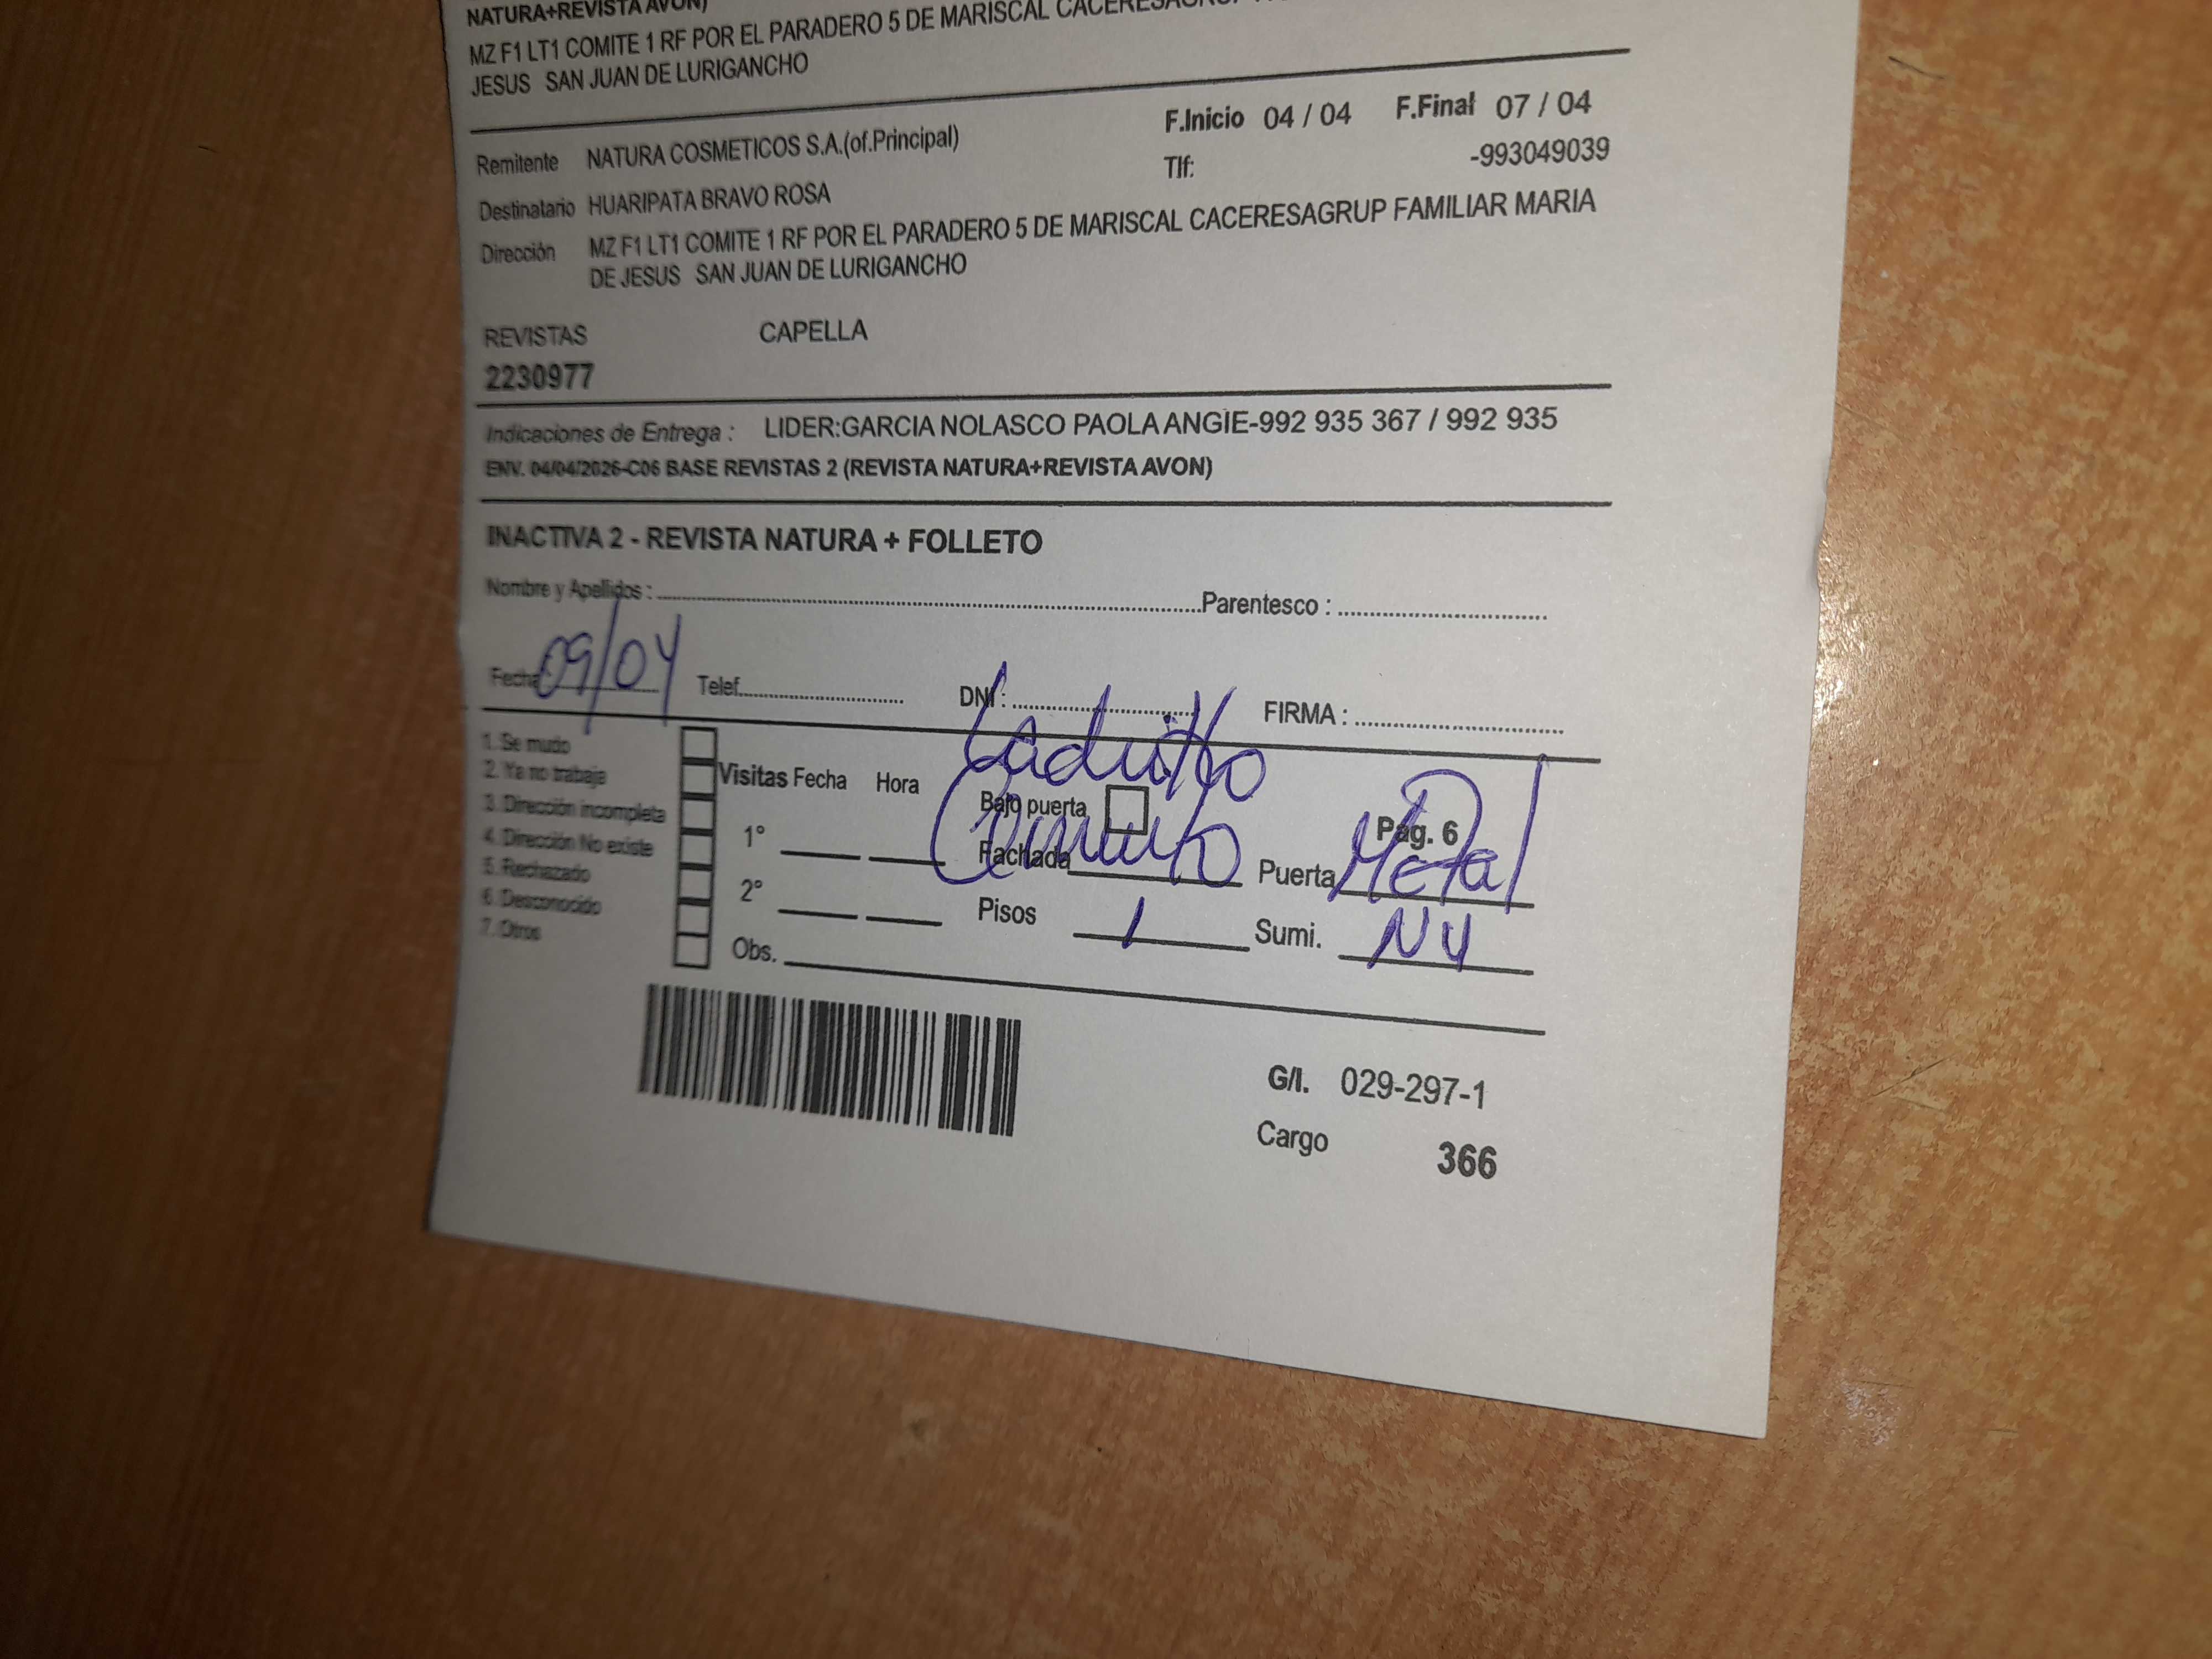 NATURA+REVISTA AVON)
MZ F1 LT1 COMITE 1 RF POR EL PARADERO 5 DE MARISCAL
JESUS SAN JUAN DE LURIGANCHO
F.Inicio 04 / 04 F.Final 07 / 04
Remitente NATURA COSMETICOS S.A.(of.Principal)
Tlf: -993049039
Destinatario HUARIPATA BRAVO ROSA
Dirección MZ F1 LT1 COMITE 1 RF POR EL PARADERO 5 DE MARISCAL CACERESAGRUP FAMILIAR MARIA
DE JESUS SAN JUAN DE LURIGANCHO
REVISTAS CAPELLA
2230977
Indicaciones de Entrega : LIDER:GARCIA NOLASCO PAOLA ANGIE-992 935 367 / 992 935
ENV. 04/04/2026-C06 BASE REVISTAS 2 (REVISTA NATURA+REVISTA AVON)
INACTIVA 2 - REVISTA NATURA + FOLLETO
Nombre y Apellidos : Parentesco :
Fecha 09/04 Telef. DNI : FIRMA :
Ladrillo
1. Se mudo
2. Ya no trabaja
3. Dirección incompleta
4. Dirección No existe
5. Rechazado
6. Desconocido
7. Otros
Visitas Fecha Hora
1°
2°
Obs.
Bajo puerta Pag. 6
Fachada Puerta Metal
Pisos 1 Sumi.
G/I. 029-297-1
Cargo 366